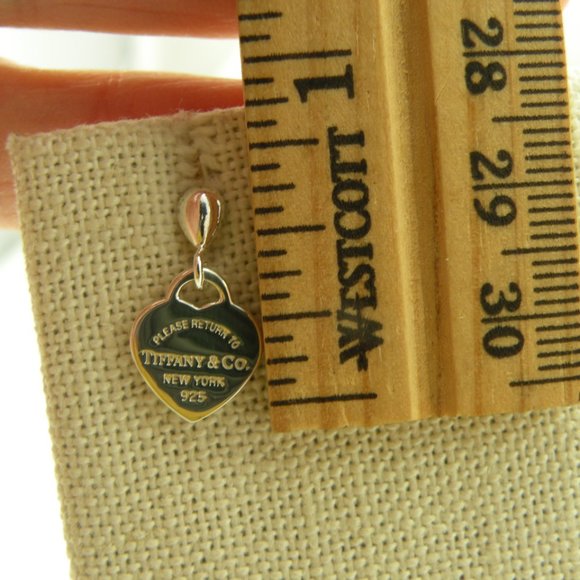 PLEASE RETURN TO
TIFFANY & CO.
NEW YORK
925
1
WESTCOTT
28
29
30